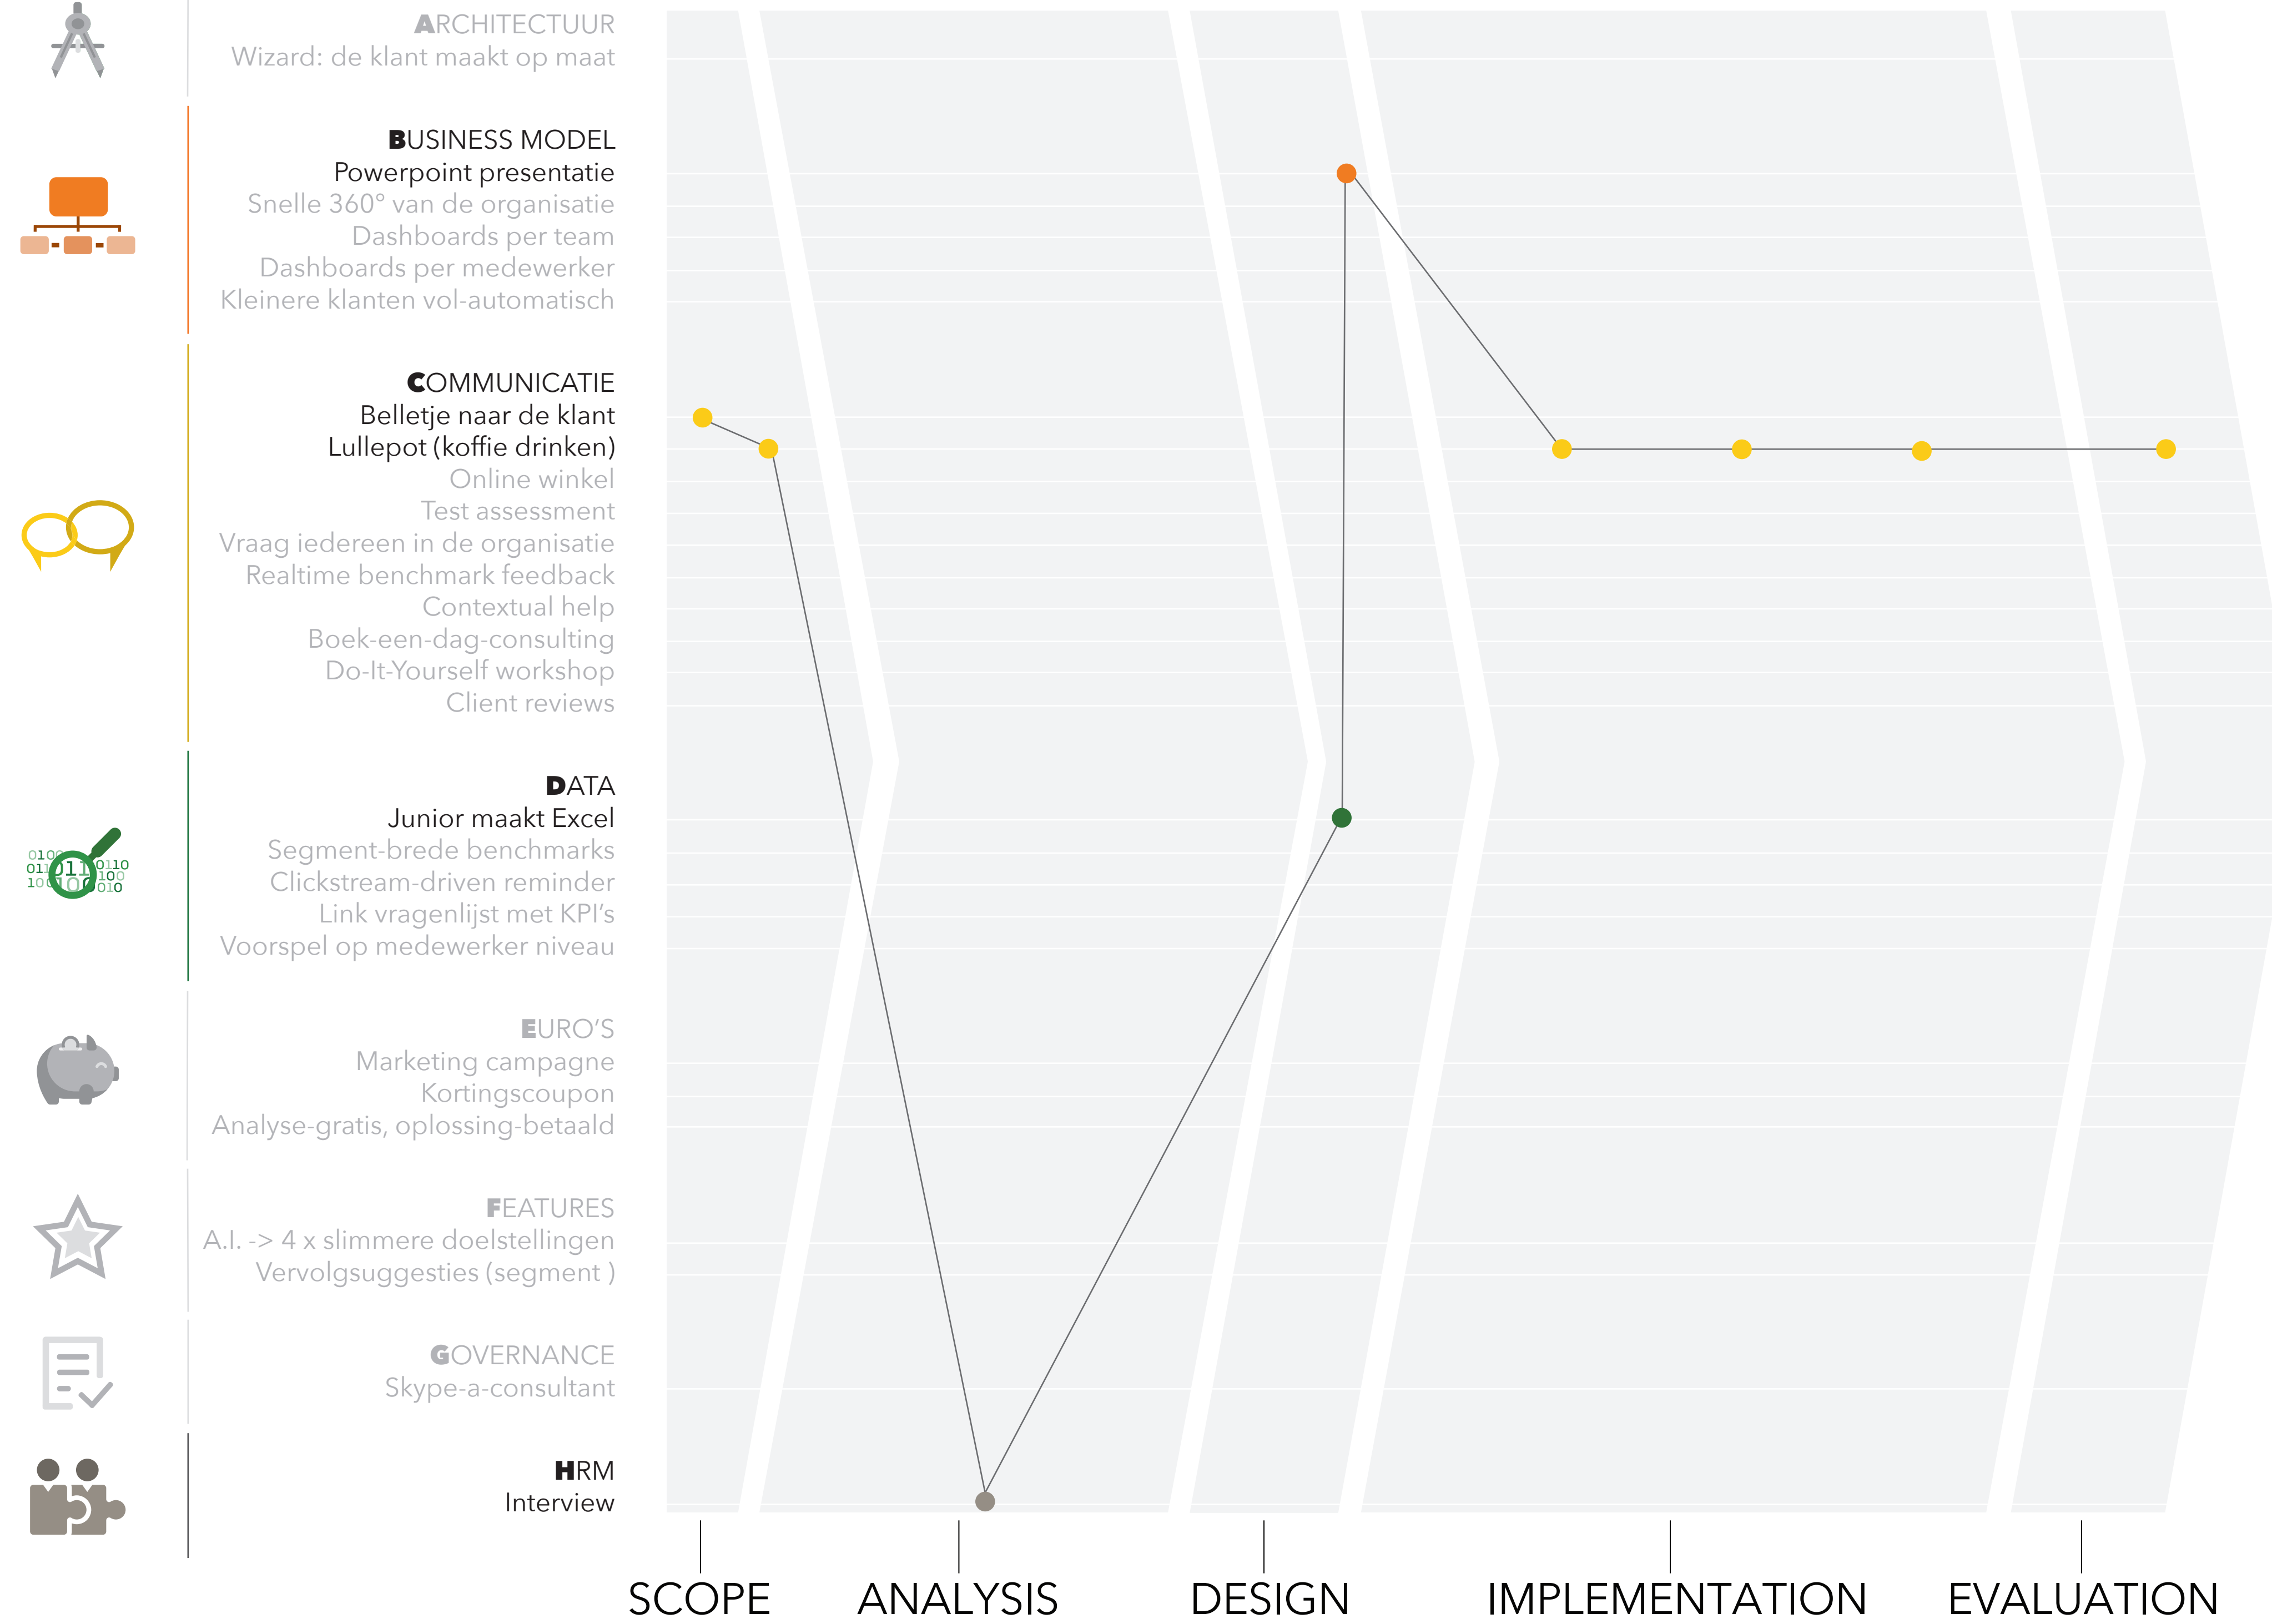 ARCHITECTUUR
Wizard: de klant maakt op maat
BUSINESS MODEL
Powerpoint presentatie
Snelle 360° van de organisatie
Dashboards per team
Dashboards per medewerker
Kleinere klanten vol-automatisch
COMMUNICATIE
Belletje naar de klant
Lullepot (koffie drinken)
Online winkel
Test assessment
Vraag iedereen in de organisatie
Realtime benchmark feedback
Contextual help
Boek-een-dag-consulting
Do-It-Yourself workshop
Client reviews
DATA
Junior maakt Excel
Segment-brede benchmarks
Clickstream-driven reminder
Link vragenlijst met KPI’s
Voorspel op medewerker niveau
EURO’S
Marketing campagne
Kortingscoupon
Analyse-gratis, oplossing-betaald
FEATURES
A.I. -> 4 x slimmere doelstellingen
Vervolgsuggesties (segment )
GOVERNANCE
Skype-a-consultant
HRM
Interview
SCOPE ANALYSIS DESIGN IMPLEMENTATION EVALUATION